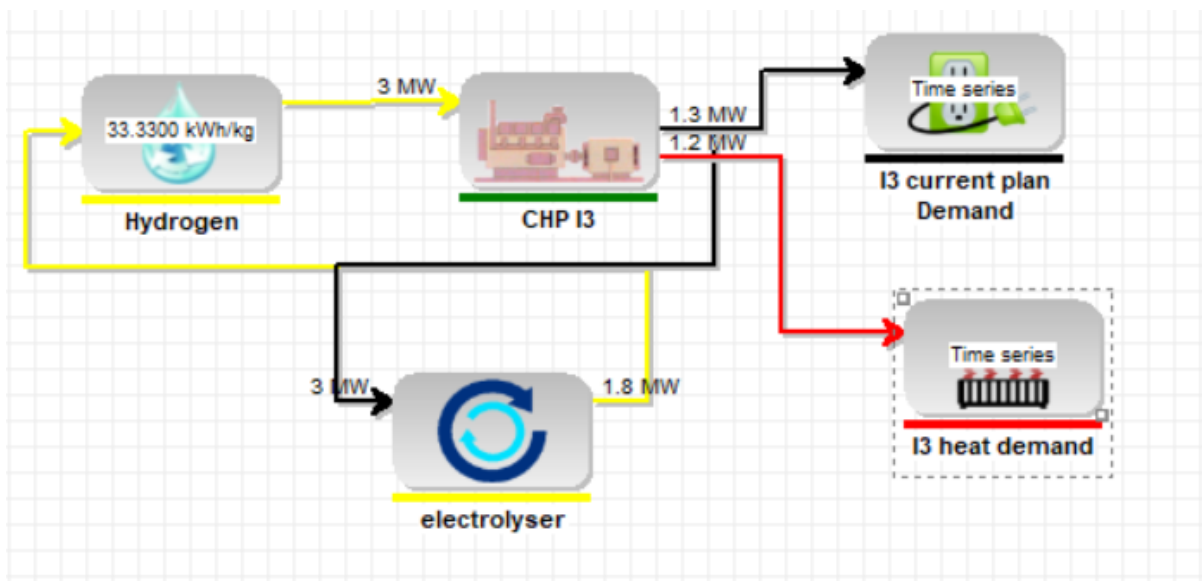 3 MW
33.3300 kWh/kg
Hydrogen
CHP I3
1.3 MW
1.2 MW
Time series
I3 current plan
Demand
Time series
I3 heat demand
3 MW
1.8 MW
electrolyser